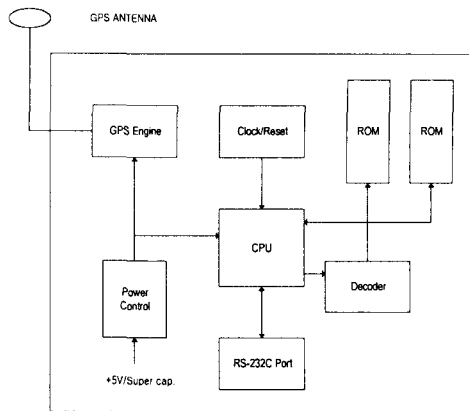 GPS ANTENNA
GPS Engine
Clock/Reset
ROM
ROM
CPU
Power
Control
Decoder
+5V/Super cap.
RS-232C Port